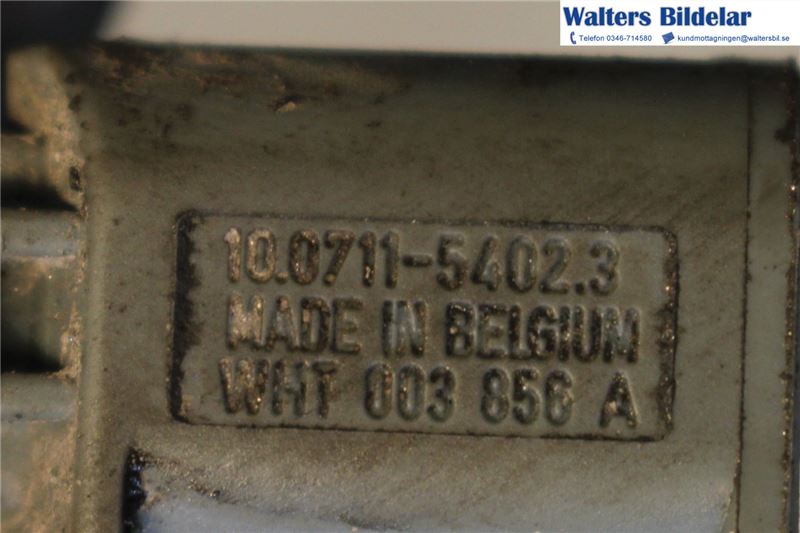 Walters Bildelar
Telefon 0346-714580 kundmottagningen@waltersbil.se
10.0711-5402.3
MADE IN BELGIUM
WHT 003 856 A